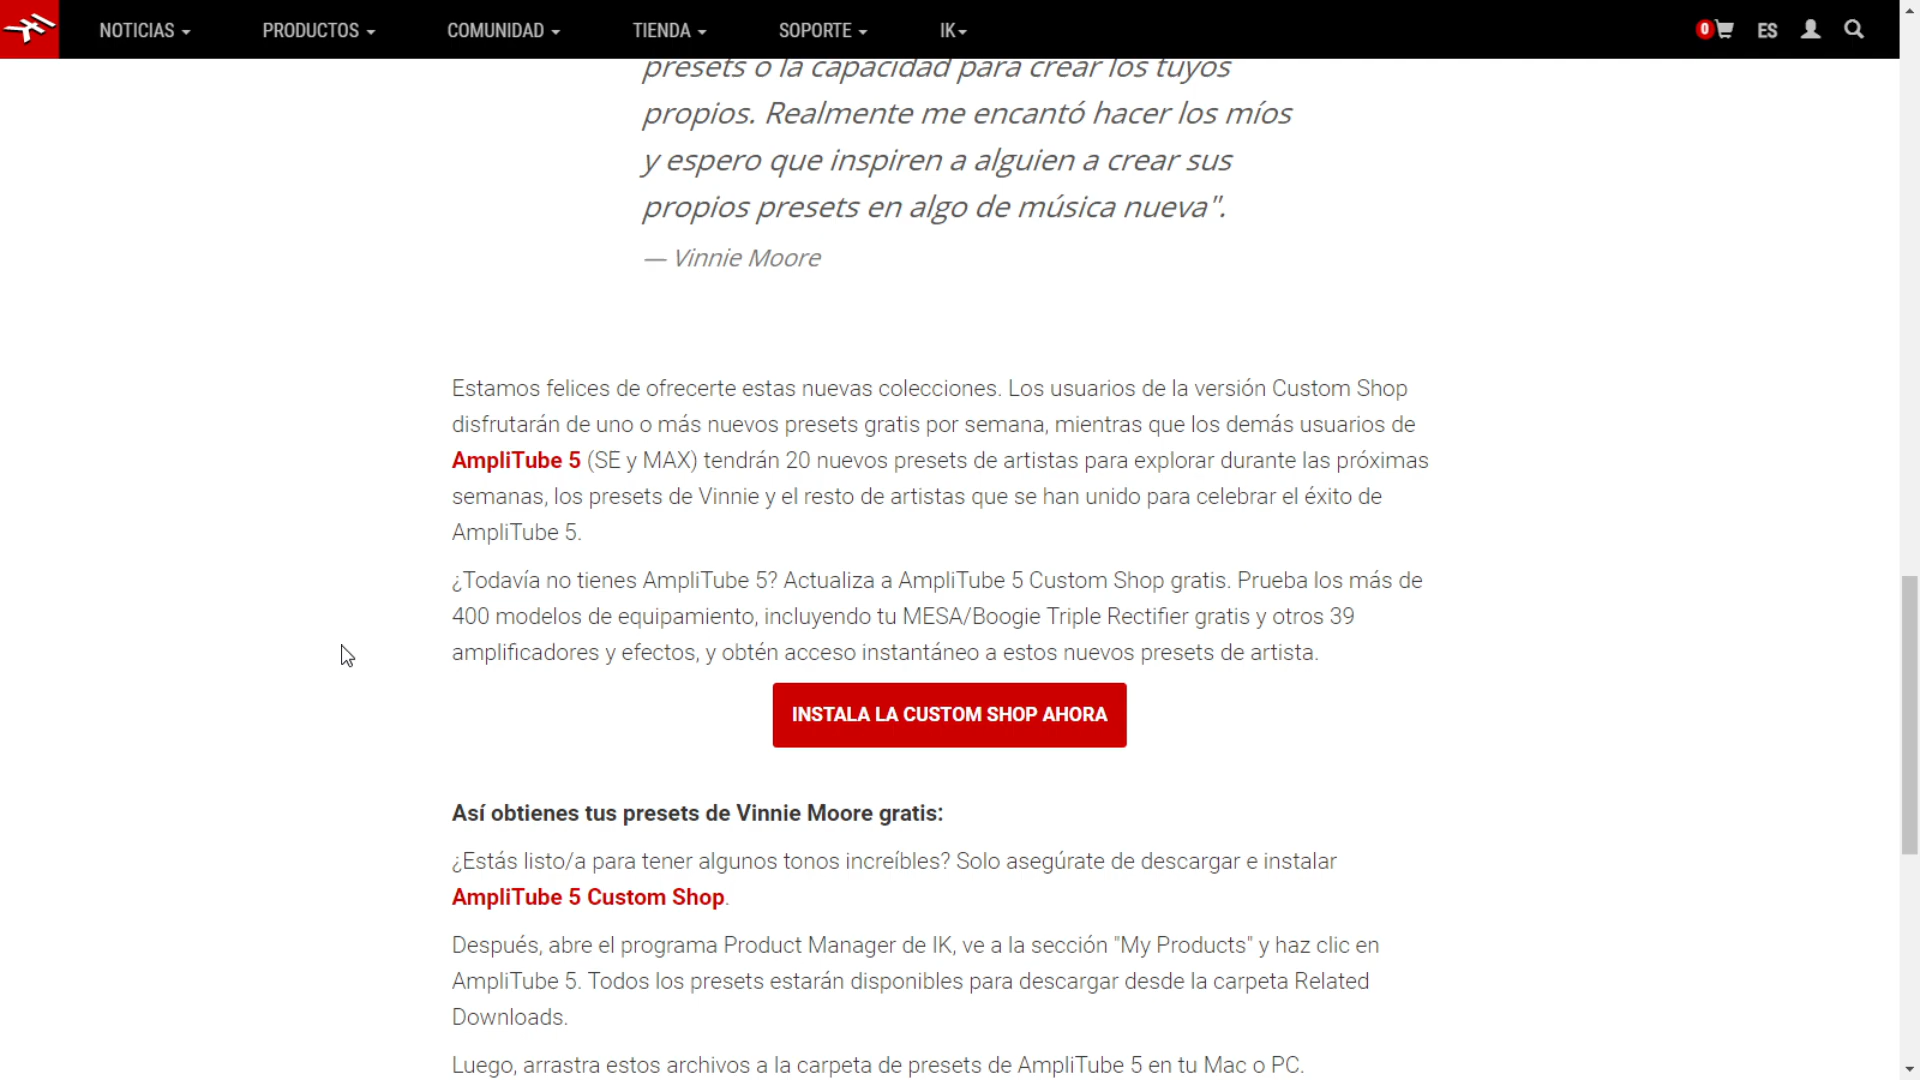 NOTICIAS PRODUCTOS COMUNIDAD TIENDA SOPORTE IK 0 ES
presets o la capacidad para crear los tuyos
propios. Realmente me encantó hacer los míos
y espero que inspiren a alguien a crear sus
propios presets en algo de música nueva".
— Vinnie Moore
Estamos felices de ofrecerte estas nuevas colecciones. Los usuarios de la versión Custom Shop
disfrutarán de uno o más nuevos presets gratis por semana, mientras que los demás usuarios de
AmpliTube 5 (SE y MAX) tendrán 20 nuevos presets de artistas para explorar durante las próximas
semanas, los presets de Vinnie y el resto de artistas que se han unido para celebrar el éxito de
AmpliTube 5.
¿Todavía no tienes AmpliTube 5? Actualiza a AmpliTube 5 Custom Shop gratis. Prueba los más de
400 modelos de equipamiento, incluyendo tu MESA/Boogie Triple Rectifier gratis y otros 39
amplificadores y efectos, y obtén acceso instantáneo a estos nuevos presets de artista.
INSTALA LA CUSTOM SHOP AHORA
Así obtienes tus presets de Vinnie Moore gratis:
¿Estás listo/a para tener algunos tonos increíbles? Solo asegúrate de descargar e instalar
AmpliTube 5 Custom Shop.
Después, abre el programa Product Manager de IK, ve a la sección "My Products" y haz clic en
AmpliTube 5. Todos los presets estarán disponibles para descargar desde la carpeta Related
Downloads.
Luego, arrastra estos archivos a la carpeta de presets de AmpliTube 5 en tu Mac o PC.